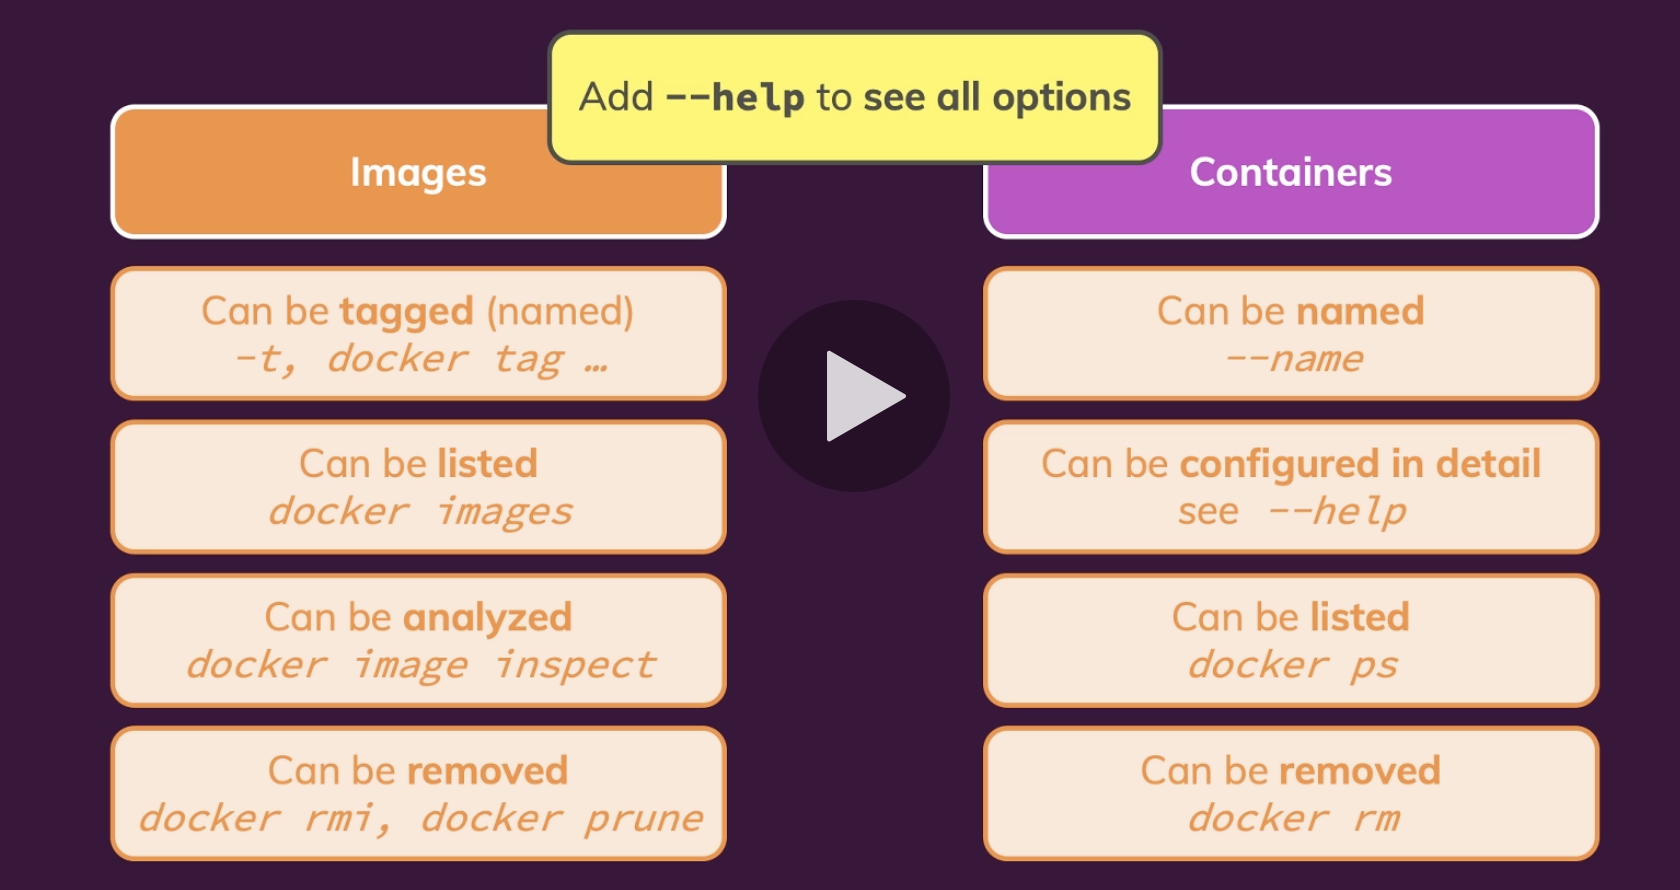 Add --help to see all options
Images
Can be tagged (named)
-t, docker tag …
Can be listed
docker images
Can be analyzed
docker image inspect
Can be removed
docker rmi, docker prune
Containers
Can be named
--name
Can be configured in detail
see --help
Can be listed
docker ps
Can be removed
docker rm